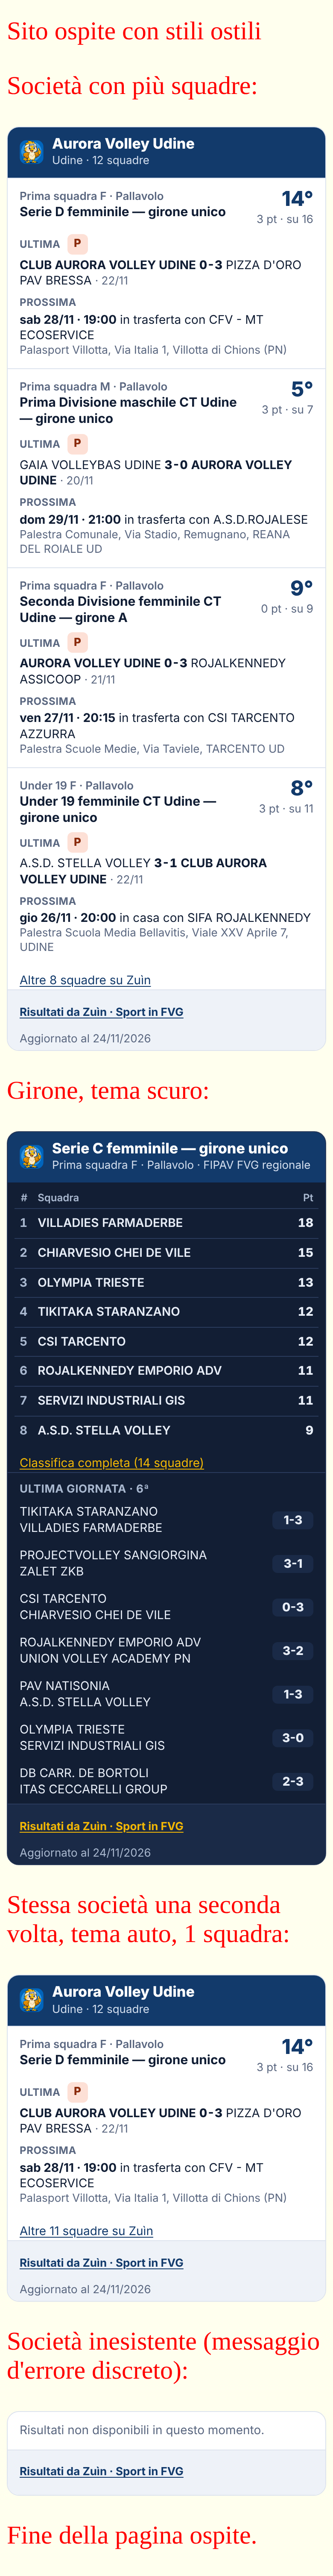 Sito ospite con stili ostili
Società con più squadre:
Aurora Volley Udine
Udine · 12 squadre
Prima squadra F · Pallavolo
Serie D femminile — girone unico
14°
3 pt · su 16
ULTIMA P
CLUB AURORA VOLLEY UDINE 0-3 PIZZA D'ORO
PAV BRESSA · 22/11
PROSSIMA
sab 28/11 · 19:00 in trasferta con CFV - MT
ECOSERVICE
Palasport Villotta, Via Italia 1, Villotta di Chions (PN)
Prima squadra M · Pallavolo
Prima Divisione maschile CT Udine
— girone unico
5°
3 pt · su 7
ULTIMA P
GAIA VOLLEYBAS UDINE 3-0 AURORA VOLLEY
UDINE · 20/11
PROSSIMA
dom 29/11 · 21:00 in trasferta con A.S.D.ROJALESE
Palestra Comunale, Via Stadio, Remugnano, REANA
DEL ROIALE UD
Prima squadra F · Pallavolo
Seconda Divisione femminile CT
Udine — girone A
9°
0 pt · su 9
ULTIMA P
AURORA VOLLEY UDINE 0-3 ROJALKENNEDY
ASSICOOP · 21/11
PROSSIMA
ven 27/11 · 20:15 in trasferta con CSI TARCENTO
AZZURRA
Palestra Scuole Medie, Via Taviele, TARCENTO UD
Under 19 F · Pallavolo
Under 19 femminile CT Udine —
girone unico
8°
3 pt · su 11
ULTIMA P
A.S.D. STELLA VOLLEY 3-1 CLUB AURORA
VOLLEY UDINE · 22/11
PROSSIMA
gio 26/11 · 20:00 in casa con SIFA ROJALKENNEDY
Palestra Scuola Media Bellavitis, Viale XXV Aprile 7,
UDINE
Altre 8 squadre su Zuìn
Risultati da Zuìn · Sport in FVG
Aggiornato al 24/11/2026
Girone, tema scuro:
Serie C femminile — girone unico
Prima squadra F · Pallavolo · FIPAV FVG regionale
# Squadra Pt
1 VILLADIES FARMADERBE 18
2 CHIARVESIO CHEI DE VILE 15
3 OLYMPIA TRIESTE 13
4 TIKITAKA STARANZANO 12
5 CSI TARCENTO 12
6 ROJALKENNEDY EMPORIO ADV 11
7 SERVIZI INDUSTRIALI GIS 11
8 A.S.D. STELLA VOLLEY 9
Classifica completa (14 squadre)
ULTIMA GIORNATA · 6ª
TIKITAKA STARANZANO
VILLADIES FARMADERBE
1-3
PROJECTVOLLEY SANGIORGINA
ZALET ZKB
3-1
CSI TARCENTO
CHIARVESIO CHEI DE VILE
0-3
ROJALKENNEDY EMPORIO ADV
UNION VOLLEY ACADEMY PN
3-2
PAV NATISONIA
A.S.D. STELLA VOLLEY
1-3
OLYMPIA TRIESTE
SERVIZI INDUSTRIALI GIS
3-0
DB CARR. DE BORTOLI
ITAS CECCARELLI GROUP
2-3
Risultati da Zuìn · Sport in FVG
Aggiornato al 24/11/2026
Stessa società una seconda
volta, tema auto, 1 squadra:
Aurora Volley Udine
Udine · 12 squadre
Prima squadra F · Pallavolo
Serie D femminile — girone unico
14°
3 pt · su 16
ULTIMA P
CLUB AURORA VOLLEY UDINE 0-3 PIZZA D'ORO
PAV BRESSA · 22/11
PROSSIMA
sab 28/11 · 19:00 in trasferta con CFV - MT
ECOSERVICE
Palasport Villotta, Via Italia 1, Villotta di Chions (PN)
Altre 11 squadre su Zuìn
Risultati da Zuìn · Sport in FVG
Aggiornato al 24/11/2026
Società inesistente (messaggio
d'errore discreto):
Risultati non disponibili in questo momento.
Risultati da Zuìn · Sport in FVG
Fine della pagina ospite.